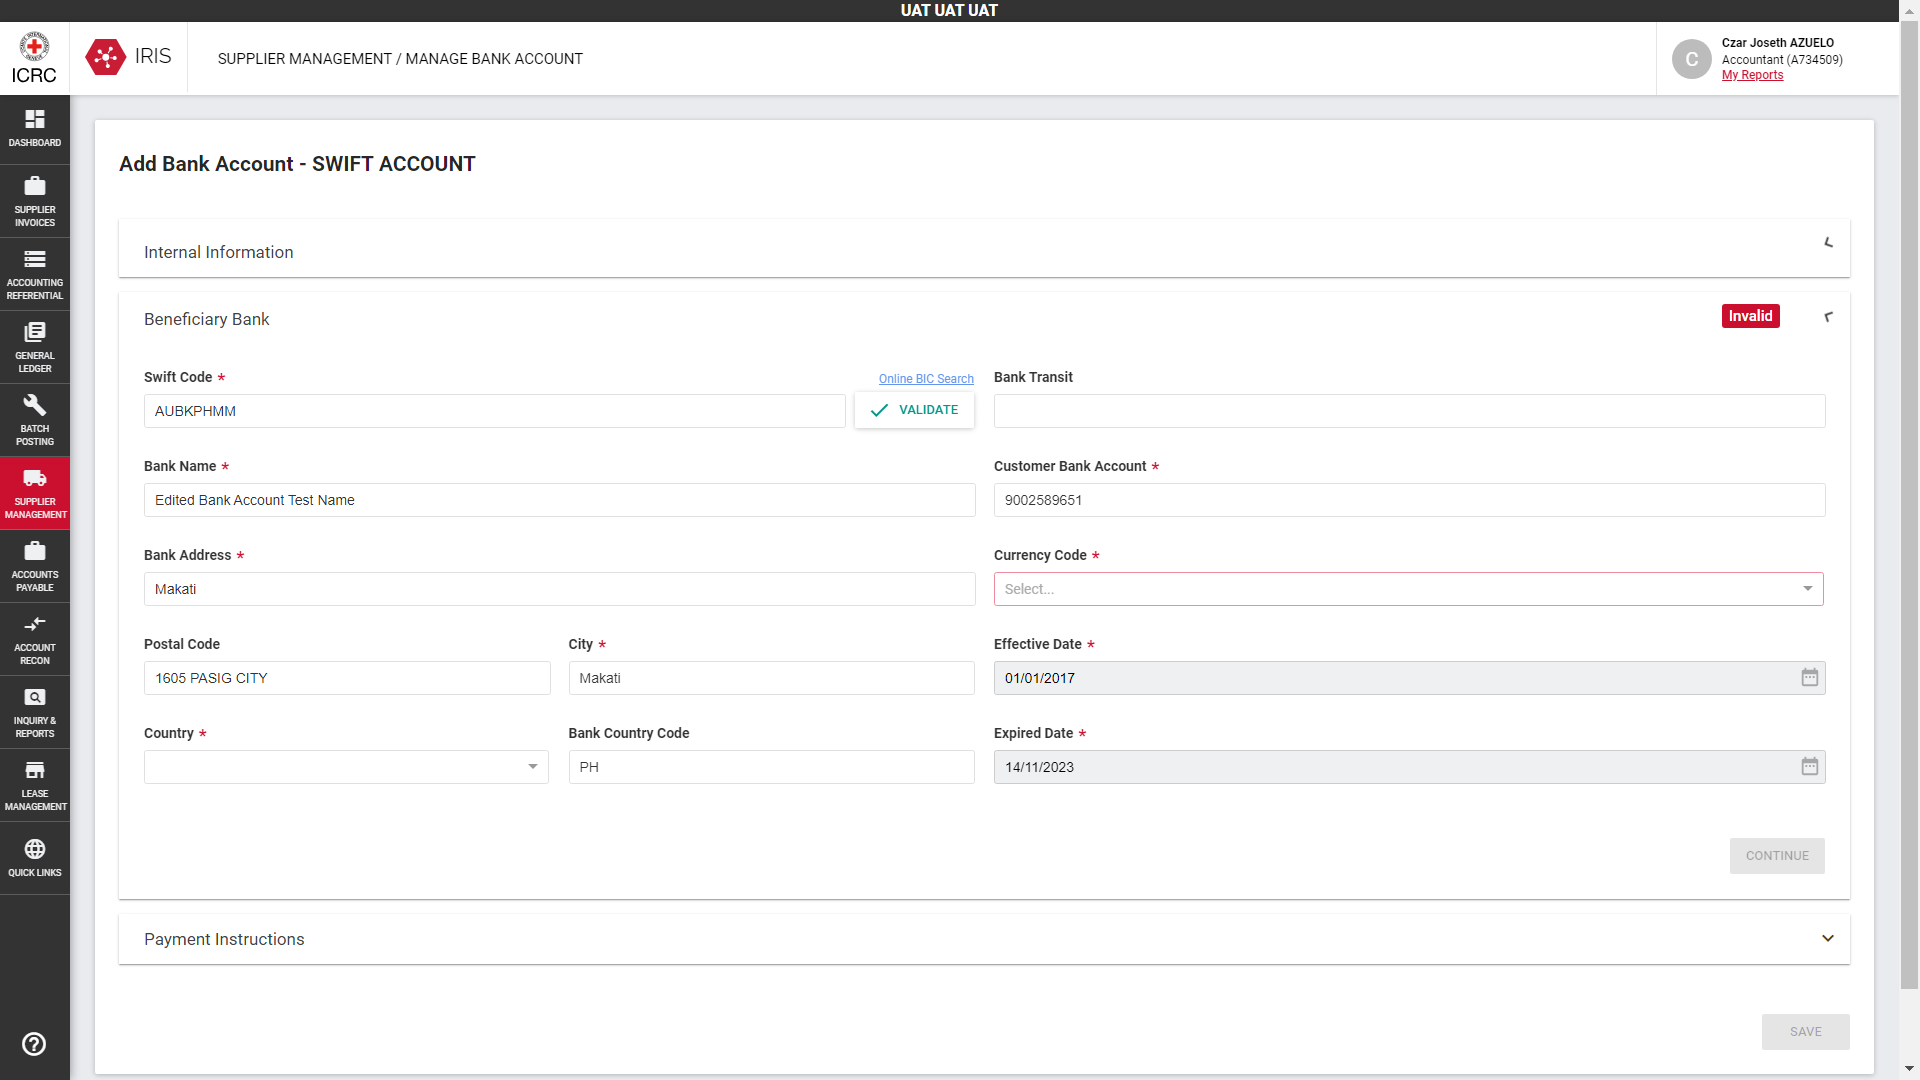 UAT UAT UAT
ICRC
IRIS
SUPPLIER MANAGEMENT / MANAGE BANK ACCOUNT
C
Czar Joseth AZUELO
Accountant (A734509)
My Reports
DASHBOARD
SUPPLIER
INVOICES
ACCOUNTING
REFERENTIAL
GENERAL
LEDGER
BATCH
POSTING
SUPPLIER
MANAGEMENT
ACCOUNTS
PAYABLE
ACCOUNT
RECON
INQUIRY &
REPORTS
LEASE
MANAGEMENT
QUICK LINKS
Add Bank Account - SWIFT ACCOUNT
Internal Information
Beneficiary Bank
Invalid
Swift Code *
Online BIC Search
AUBKPHMM
VALIDATE
Bank Transit
Bank Name *
Edited Bank Account Test Name
Customer Bank Account *
9002589651
Bank Address *
Makati
Currency Code *
Select...
Postal Code
1605 PASIG CITY
City *
Makati
Effective Date *
01/01/2017
Country *
Bank Country Code
PH
Expired Date *
14/11/2023
CONTINUE
Payment Instructions
SAVE